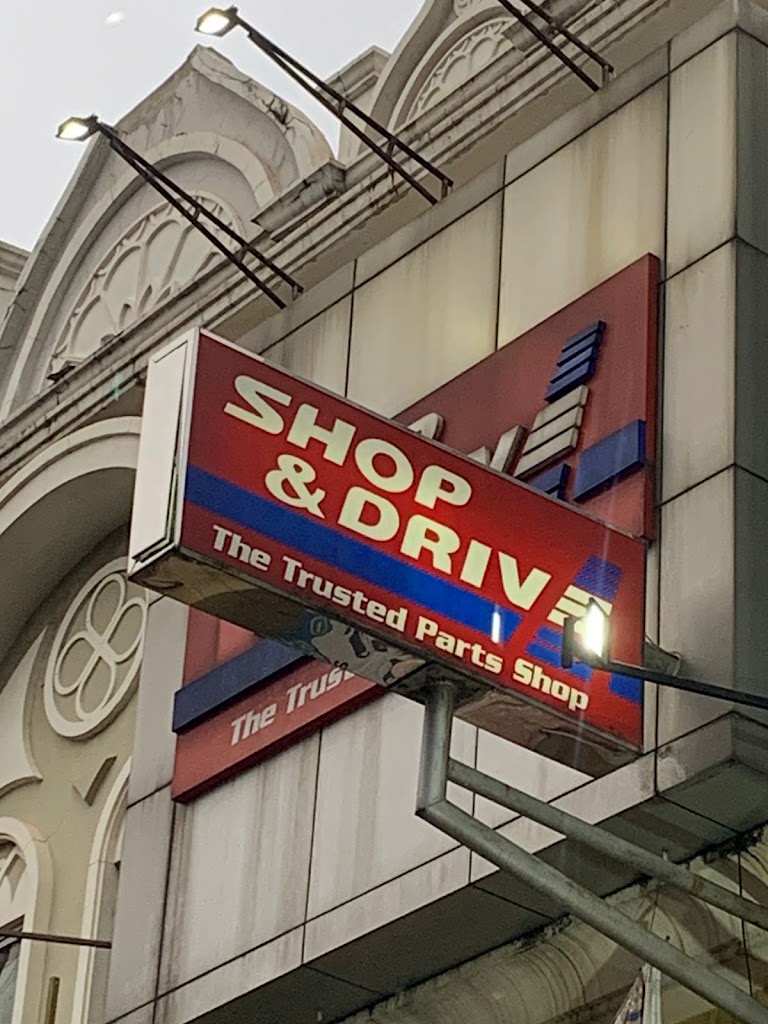 SHOP
& DRIVE
The Trusted Parts Shop
The Trus